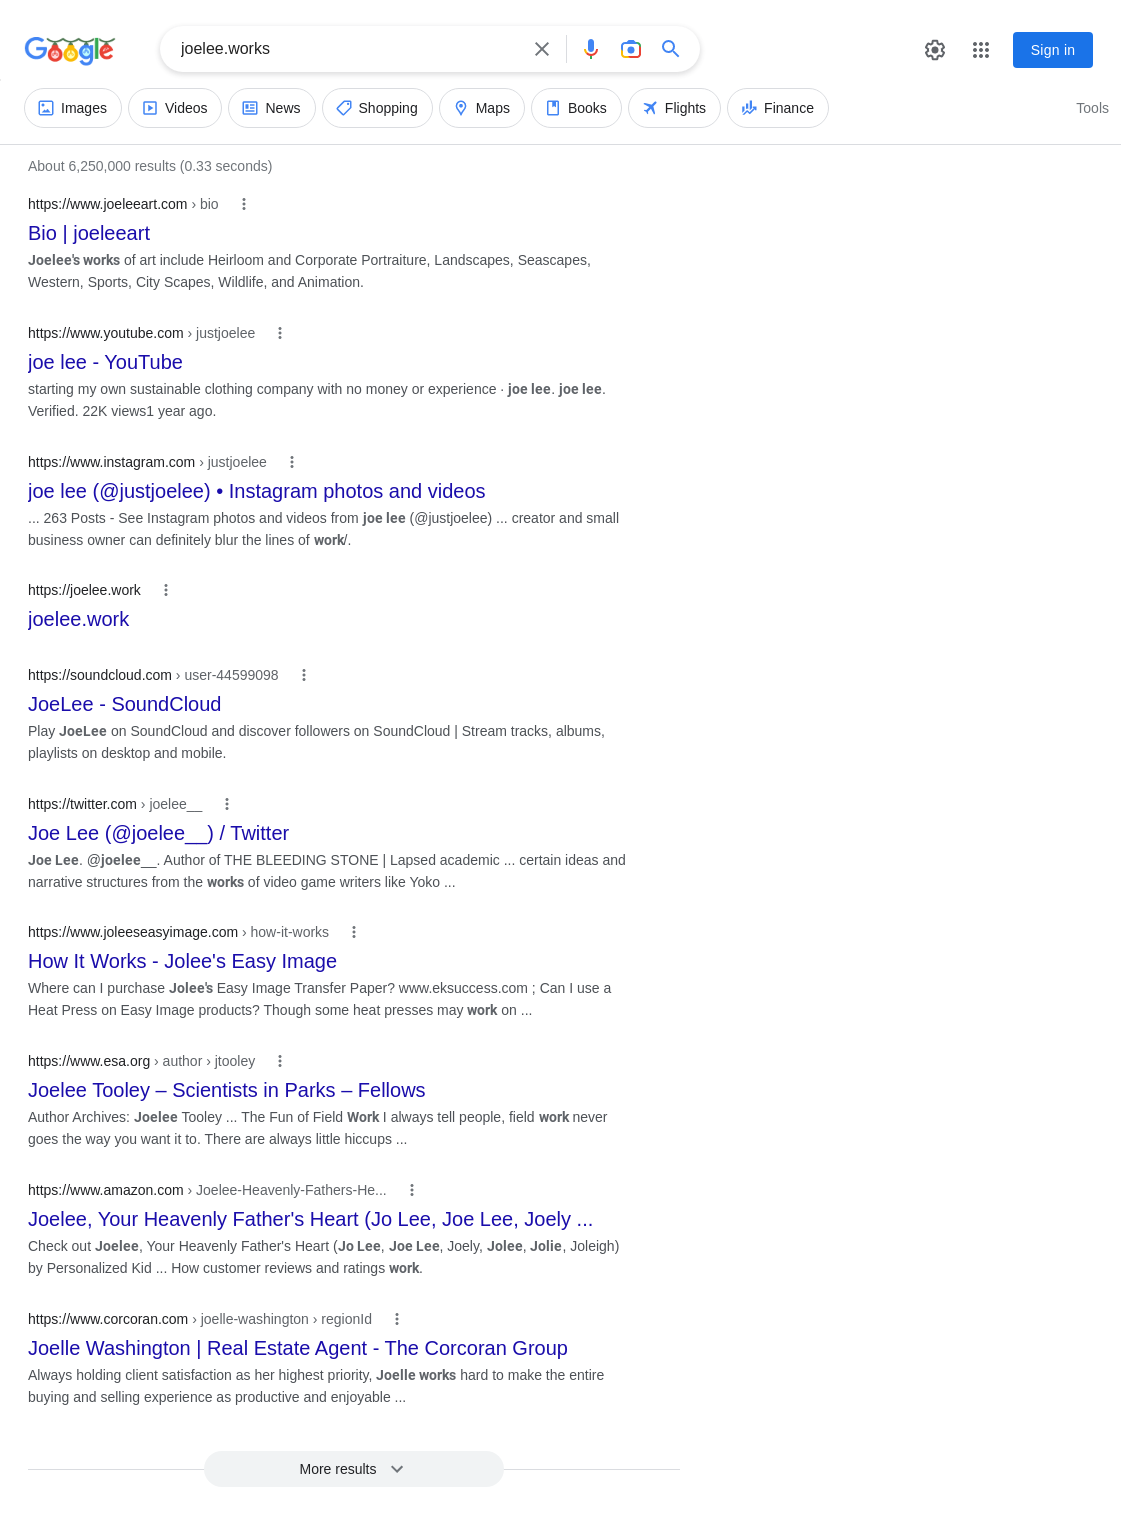 Google
joelee.works
Sign in
Images Videos News Shopping Maps Books Flights Finance Tools
About 6,250,000 results (0.33 seconds)
https://www.joeleeart.com › bio
Bio | joeleeart
Joelee's works of art include Heirloom and Corporate Portraiture, Landscapes, Seascapes,
Western, Sports, City Scapes, Wildlife, and Animation.
https://www.youtube.com › justjoelee
joe lee - YouTube
starting my own sustainable clothing company with no money or experience · joe lee. joe lee.
Verified. 22K views1 year ago.
https://www.instagram.com › justjoelee
joe lee (@justjoelee) • Instagram photos and videos
... 263 Posts - See Instagram photos and videos from joe lee (@justjoelee) ... creator and small
business owner can definitely blur the lines of work/.
https://joelee.work
joelee.work
https://soundcloud.com › user-44599098
JoeLee - SoundCloud
Play JoeLee on SoundCloud and discover followers on SoundCloud | Stream tracks, albums,
playlists on desktop and mobile.
https://twitter.com › joelee__
Joe Lee (@joelee__) / Twitter
Joe Lee. @joelee__. Author of THE BLEEDING STONE | Lapsed academic ... certain ideas and
narrative structures from the works of video game writers like Yoko ...
https://www.joleeseasyimage.com › how-it-works
How It Works - Jolee's Easy Image
Where can I purchase Jolee's Easy Image Transfer Paper? www.eksuccess.com ; Can I use a
Heat Press on Easy Image products? Though some heat presses may work on ...
https://www.esa.org › author › jtooley
Joelee Tooley – Scientists in Parks – Fellows
Author Archives: Joelee Tooley ... The Fun of Field Work I always tell people, field work never
goes the way you want it to. There are always little hiccups ...
https://www.amazon.com › Joelee-Heavenly-Fathers-He...
Joelee, Your Heavenly Father's Heart (Jo Lee, Joe Lee, Joely ...
Check out Joelee, Your Heavenly Father's Heart (Jo Lee, Joe Lee, Joely, Jolee, Jolie, Joleigh)
by Personalized Kid ... How customer reviews and ratings work.
https://www.corcoran.com › joelle-washington › regionId
Joelle Washington | Real Estate Agent - The Corcoran Group
Always holding client satisfaction as her highest priority, Joelle works hard to make the entire
buying and selling experience as productive and enjoyable ...
More results